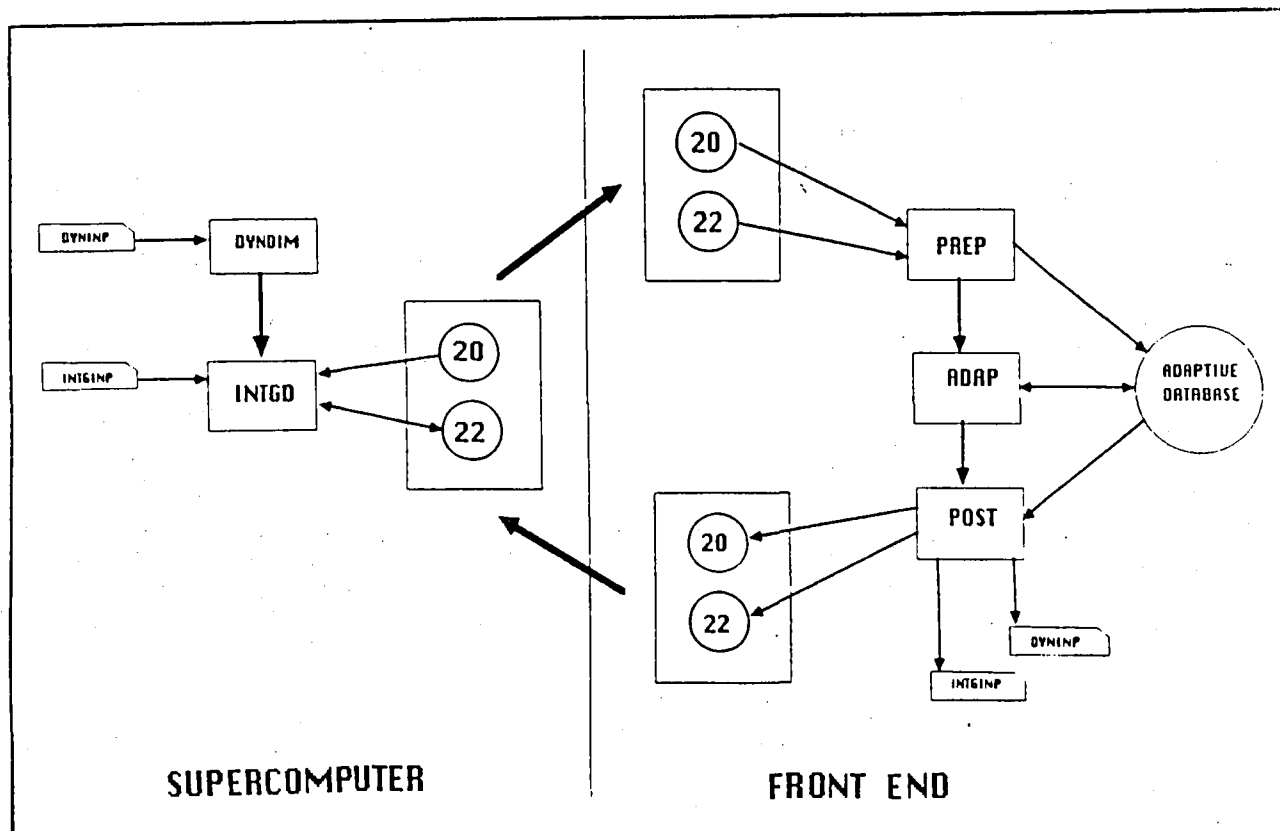 DYNINP
DYNDIM
INTGINP
INTGD
20
22
SUPERCOMPUTER
20
22
PREP
ADAP
ADAPTIVE
DATABASE
POST
20
22
DYNINP
INTGINP
FRONT END